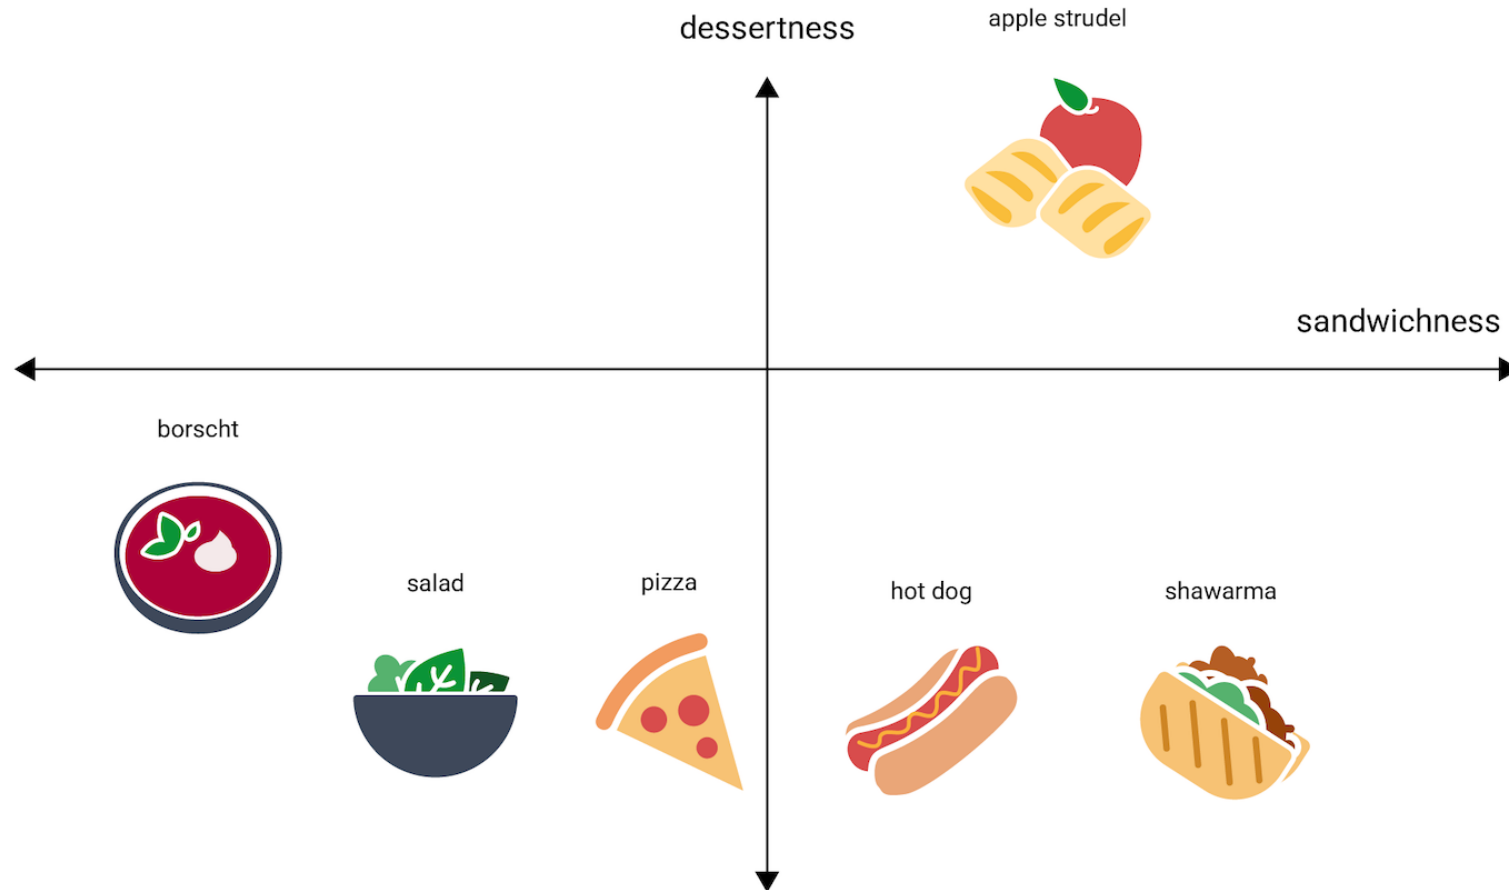 dessertness
apple strudel
sandwichness
borscht
salad
pizza
hot dog
shawarma